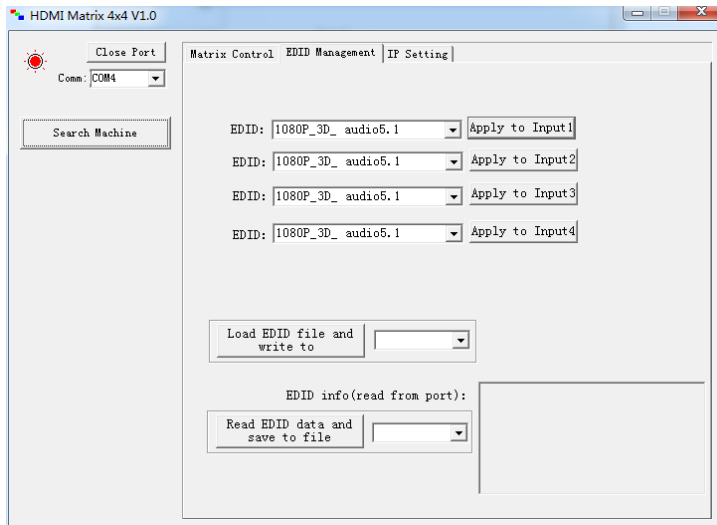 HDMI Matrix 4x4 V1.0
Close Port
Comm: COM4
Search Machine
Matrix Control EDID Management IP Setting
EDID: 1080P_3D_ audio5.1 Apply to Input1
EDID: 1080P_3D_ audio5.1 Apply to Input2
EDID: 1080P_3D_ audio5.1 Apply to Input3
EDID: 1080P_3D_ audio5.1 Apply to Input4
Load EDID file and
write to
EDID info(read from port):
Read EDID data and
save to file